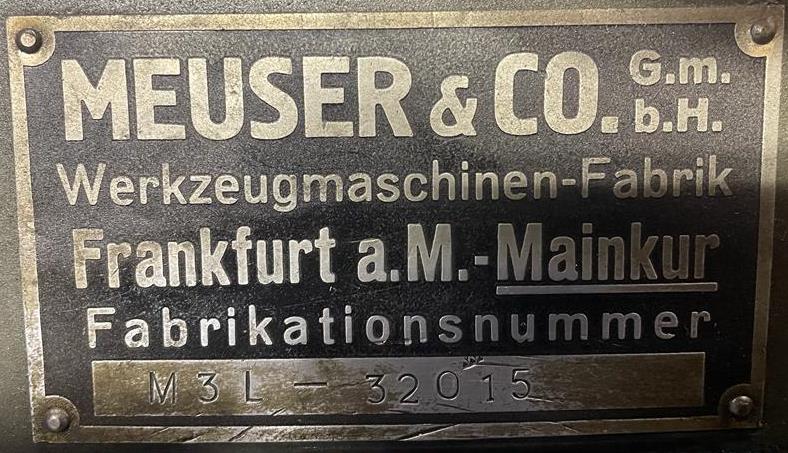 MEUSER & CO. G.m.b.H.
Werkzeugmaschinen-Fabrik
Frankfurt a.M.-Mainkur
Fabrikationsnummer
M3L — 32015